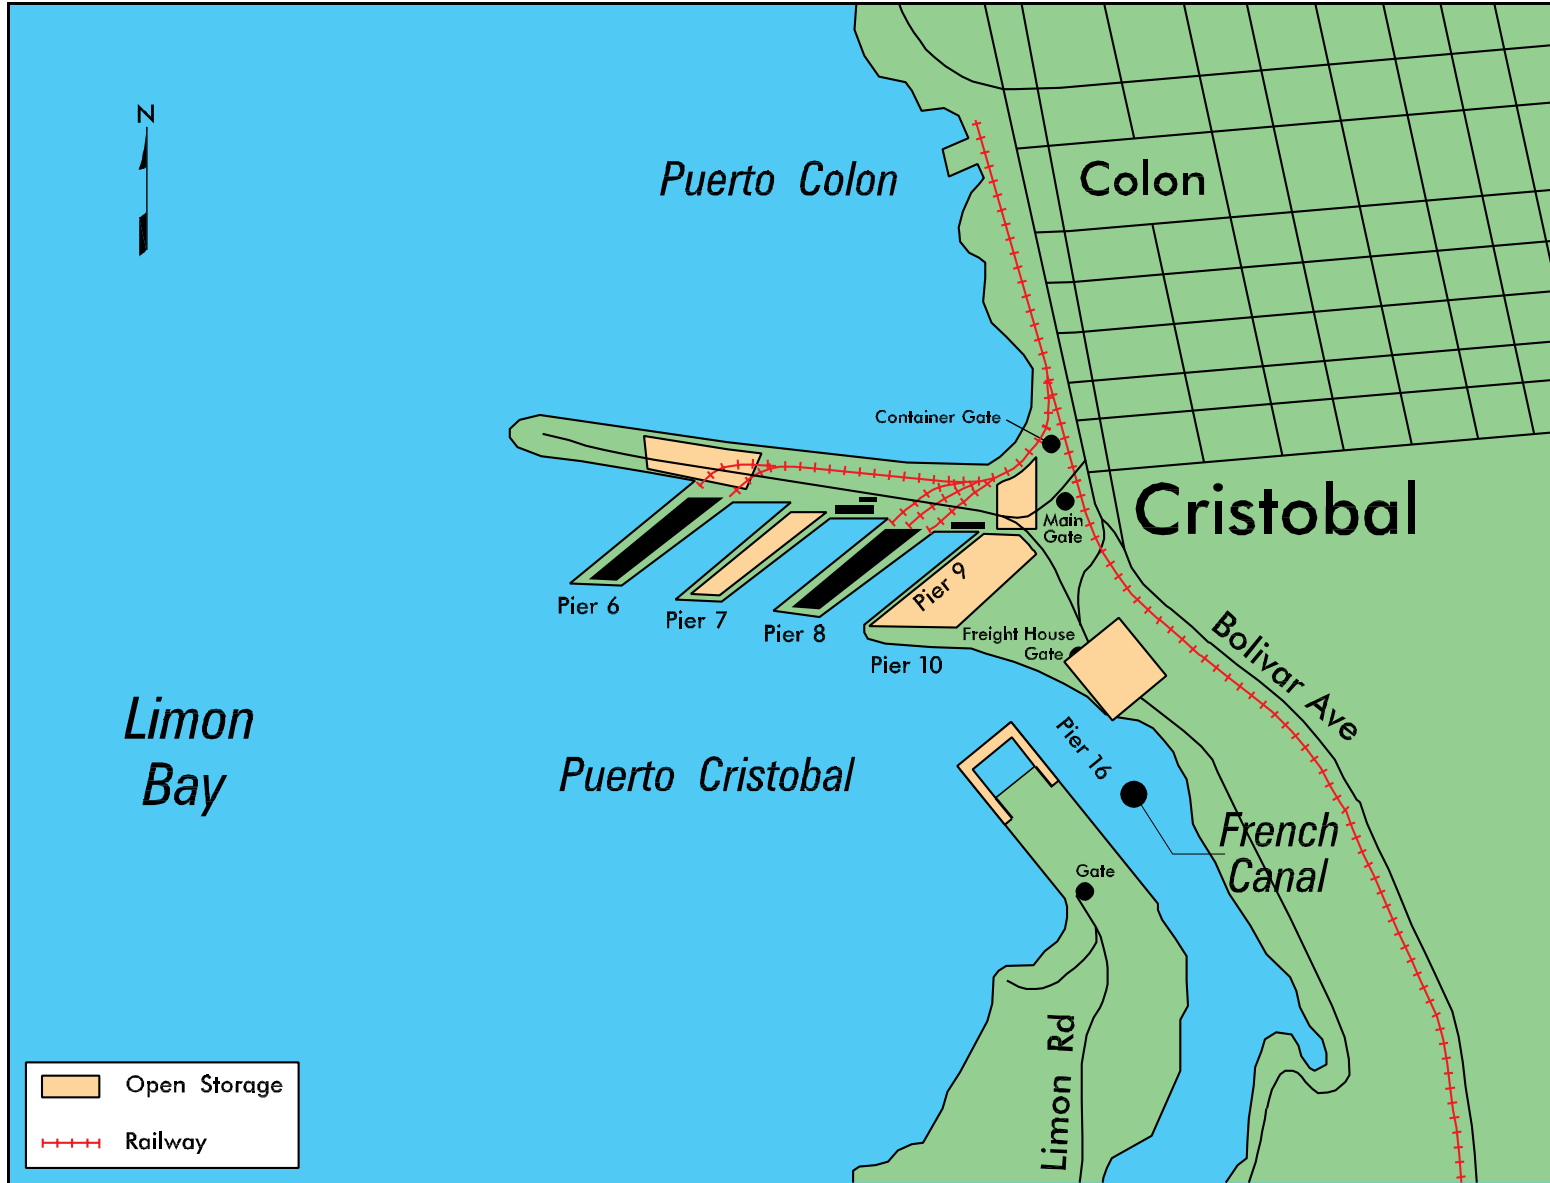 N
Puerto Colon
Colon
Container Gate
Cristobal
Main
Gate
Pier 9
Pier 6
Pier 7
Pier 8
Pier 10
Freight House
Gate
Bolivar Ave
Limon
Bay
Puerto Cristobal
Pier 16
French
Canal
Gate
Limon Rd
Open Storage
Railway